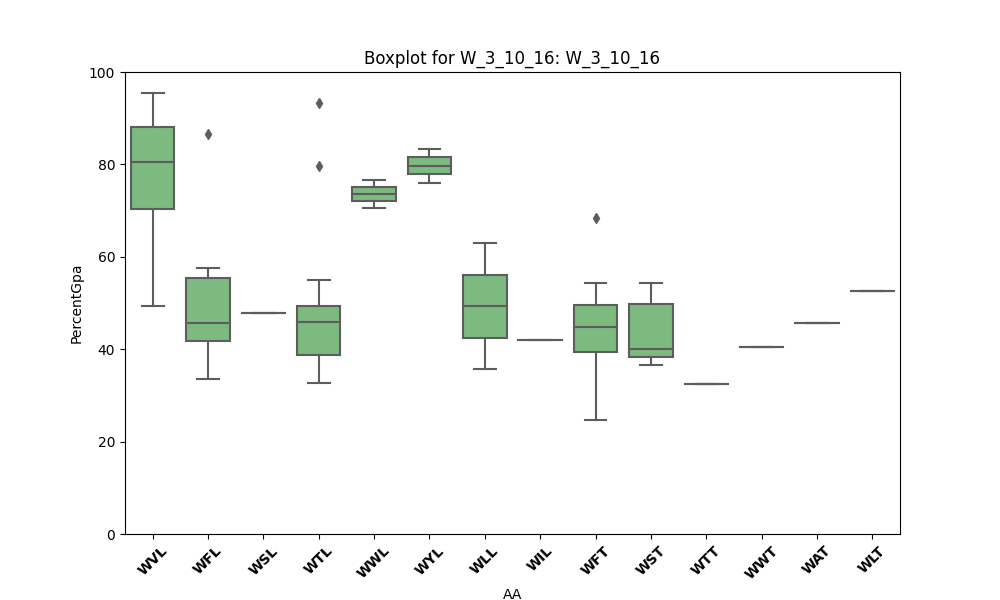 Boxplot for W_3_10_16: W_3_10_16
PercentGpa
100
80
60
40
20
0
WVL WFL WSL WTL WWL WYL WLL WIL WFT WST WTT WWT WAT WLT
AA